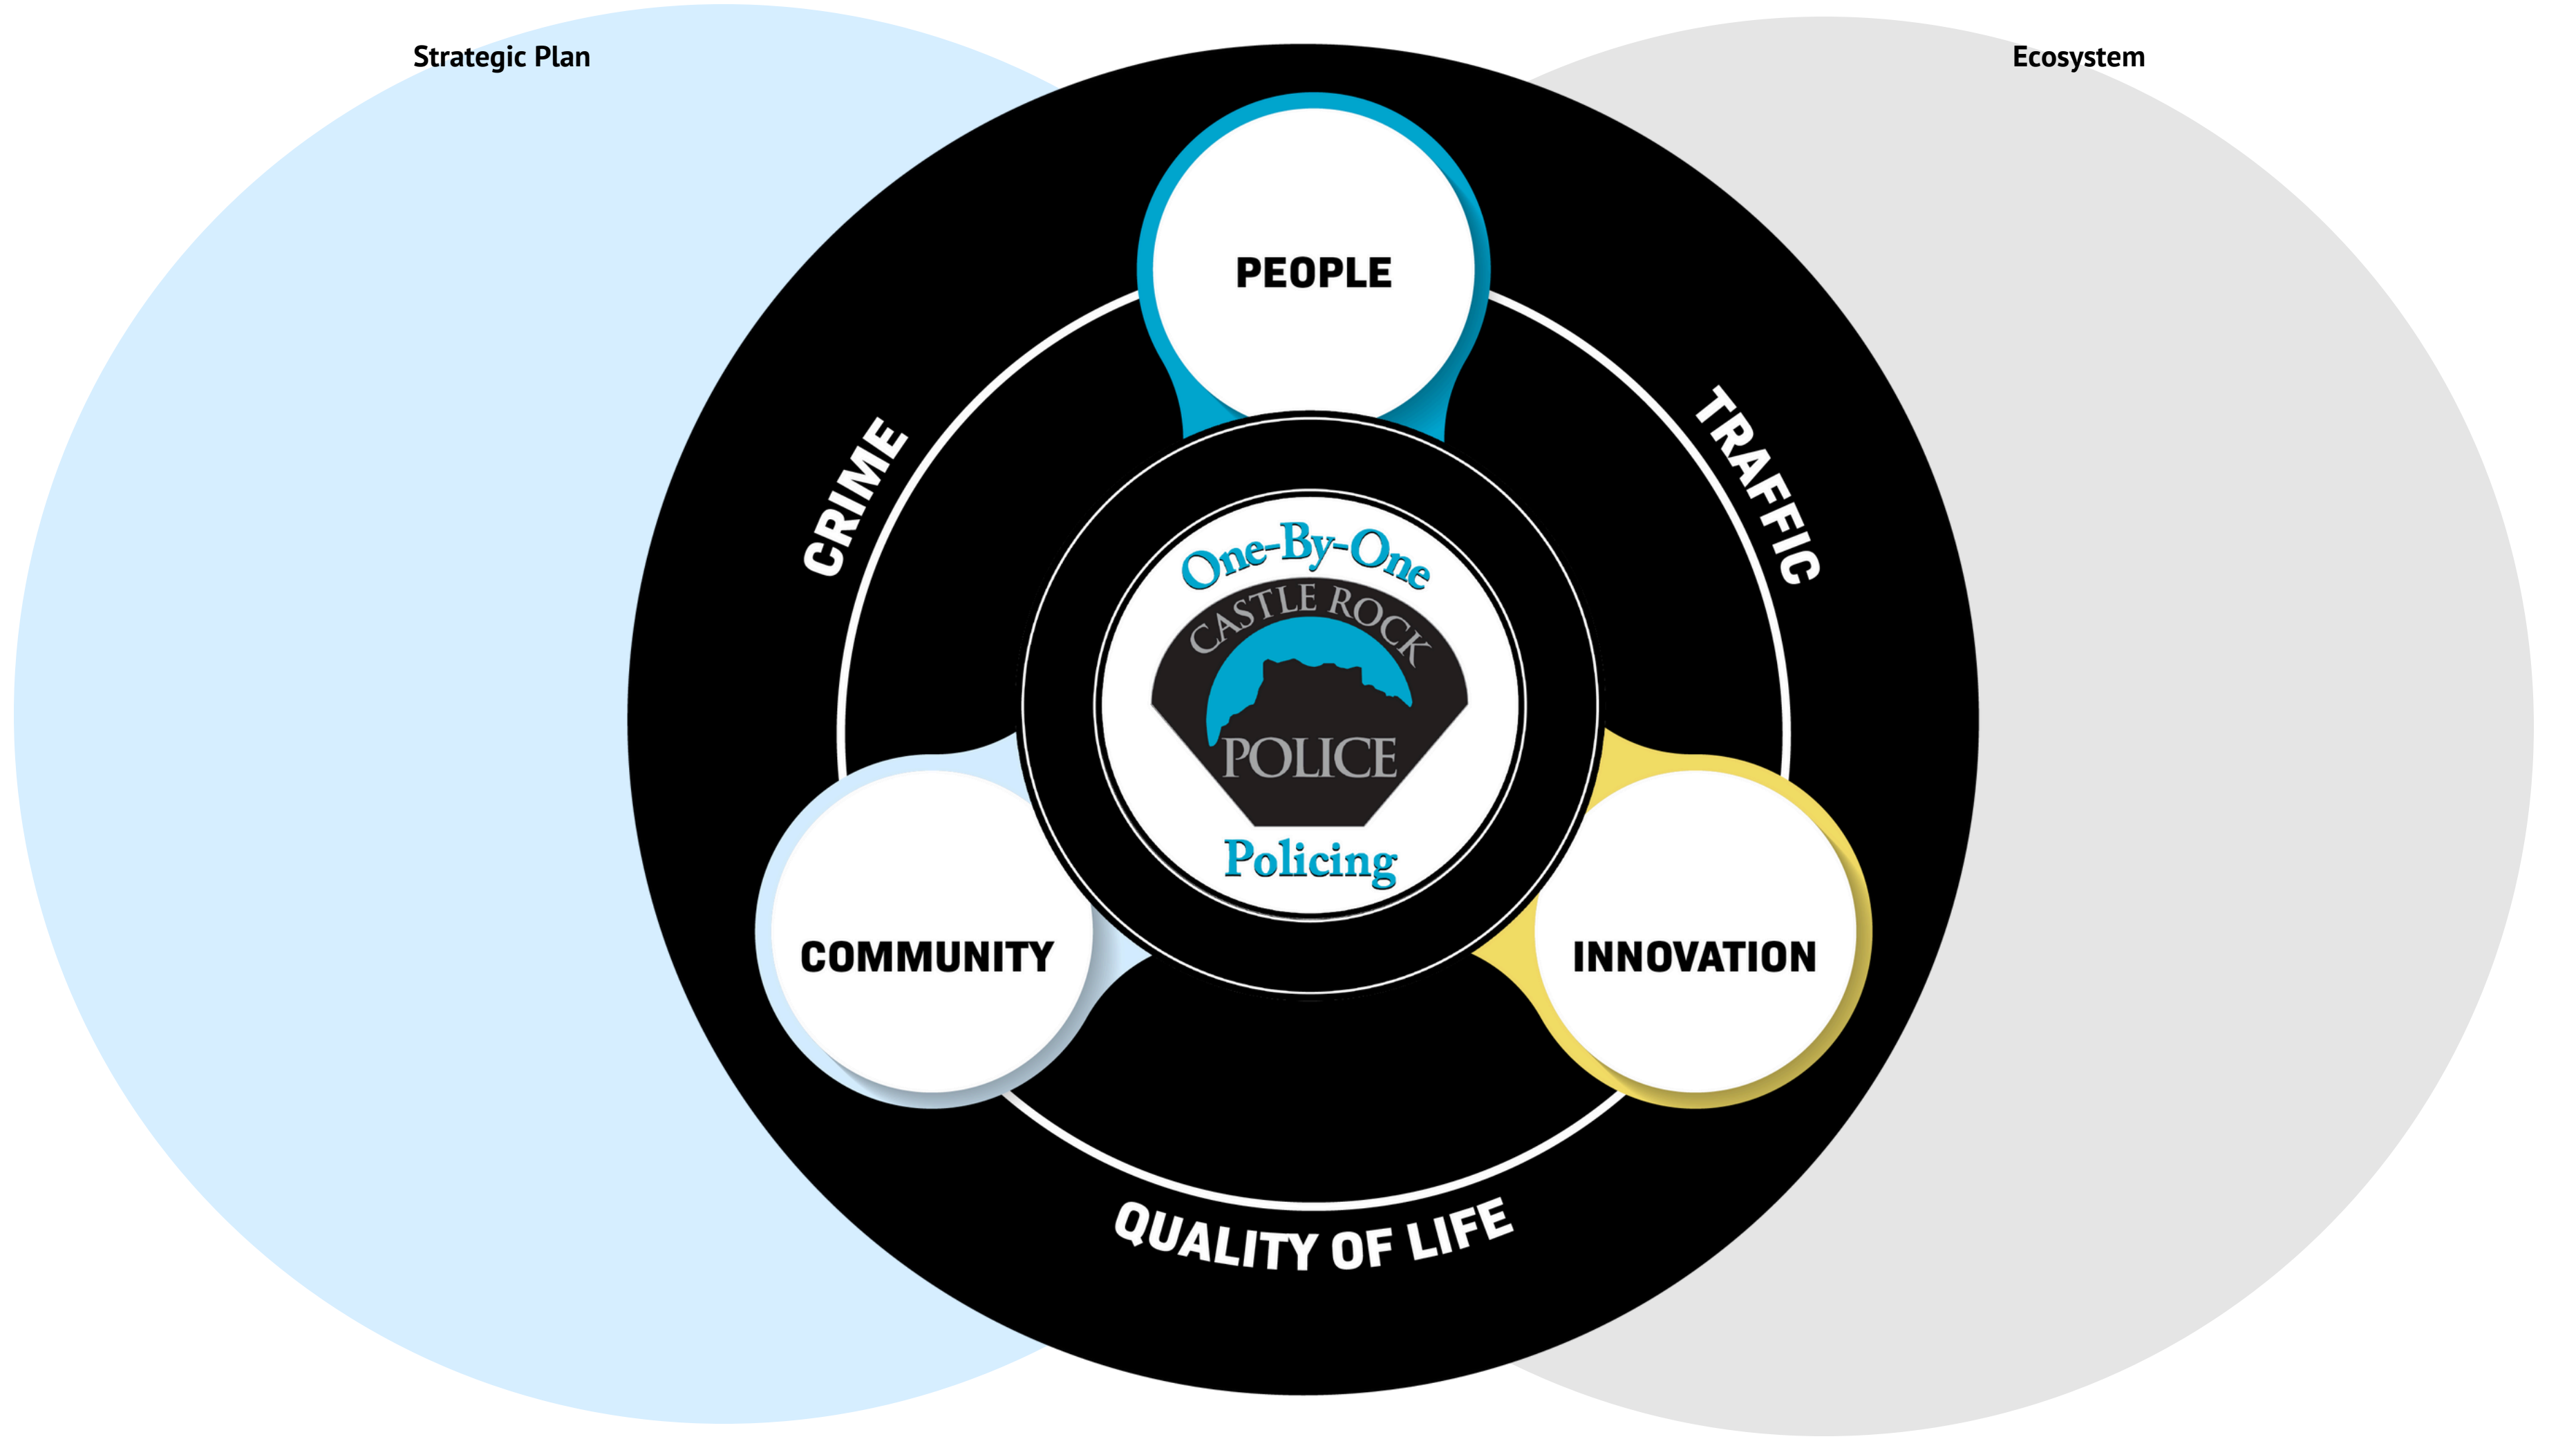 Strategic Plan
Ecosystem
PEOPLE
CRIME
TRAFFIC
One-By-One
CASTLE ROCK
POLICE
Policing
COMMUNITY
INNOVATION
QUALITY OF LIFE